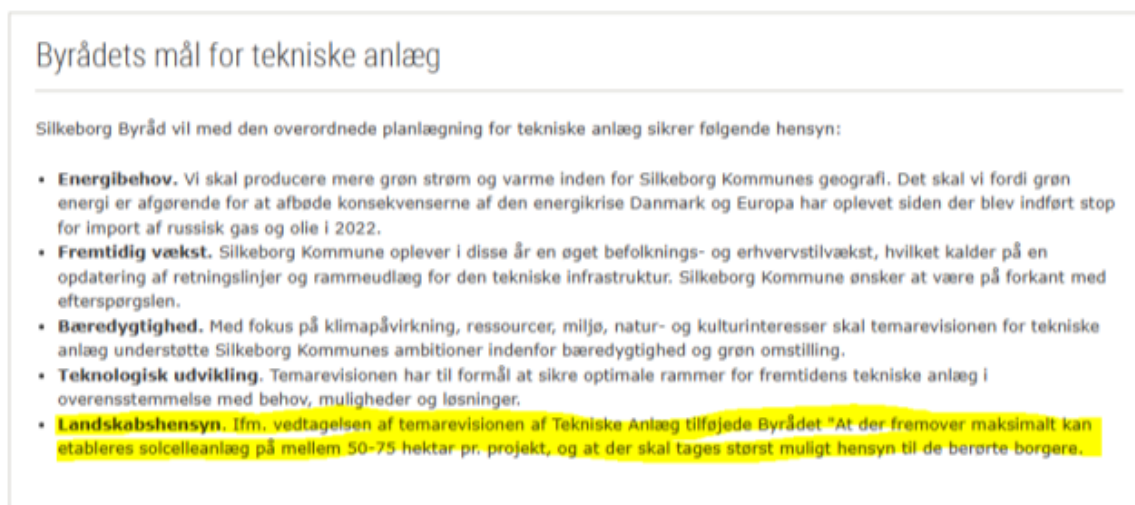 Byrådets mål for tekniske anlæg
Silkeborg Byråd vil med den overordnede planlægning for tekniske anlæg sikrer følgende hensyn:
• Energibehov. Vi skal producere mere grøn strøm og varme inden for Silkeborg Kommunes geografi. Det skal vi fordi grøn
energi er afgørende for at afbøde konsekvenserne af den energikrise Danmark og Europa har oplevet siden der blev indført stop
for import af russisk gas og olie i 2022.
• Fremtidig vækst. Silkeborg Kommune oplever i disse år en øget befolknings- og erhvervstilvækst, hvilket kalder på en
opdatering af retningslinjer og rammeudlæg for den tekniske infrastruktur. Silkeborg Kommune ønsker at være på forkant med
efterspørgslen.
• Bæredygtighed. Med fokus på klimapåvirkning, ressourcer, miljø, natur- og kulturinteresser skal temarevisionen for tekniske
anlæg understøtte Silkeborg Kommunes ambitioner indenfor bæredygtighed og grøn omstilling.
• Teknologisk udvikling. Temarevisionen har til formål at sikre optimale rammer for fremtidens tekniske anlæg i
overensstemmelse med behov, muligheder og løsninger.
• Landskabshensyn. Ifm. vedtagelsen af temarevisionen af Tekniske Anlæg tilføjede Byrådet "At der fremover maksimalt kan
etableres solcelleanlæg på mellem 50-75 hektar pr. projekt, og at der skal tages størst muligt hensyn til de berørte borgere.